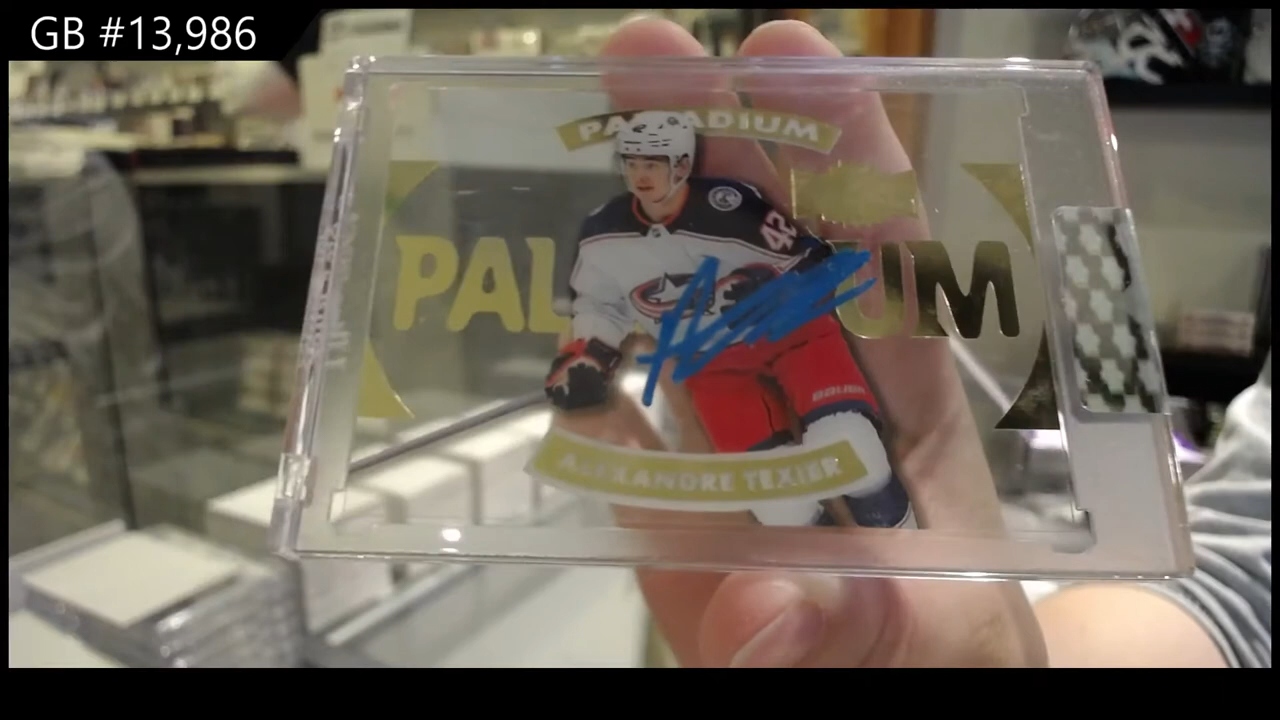 GB #13,986
PALLADIUM
42
PAL UM
BAUER
ALEXANDRE TEXIER